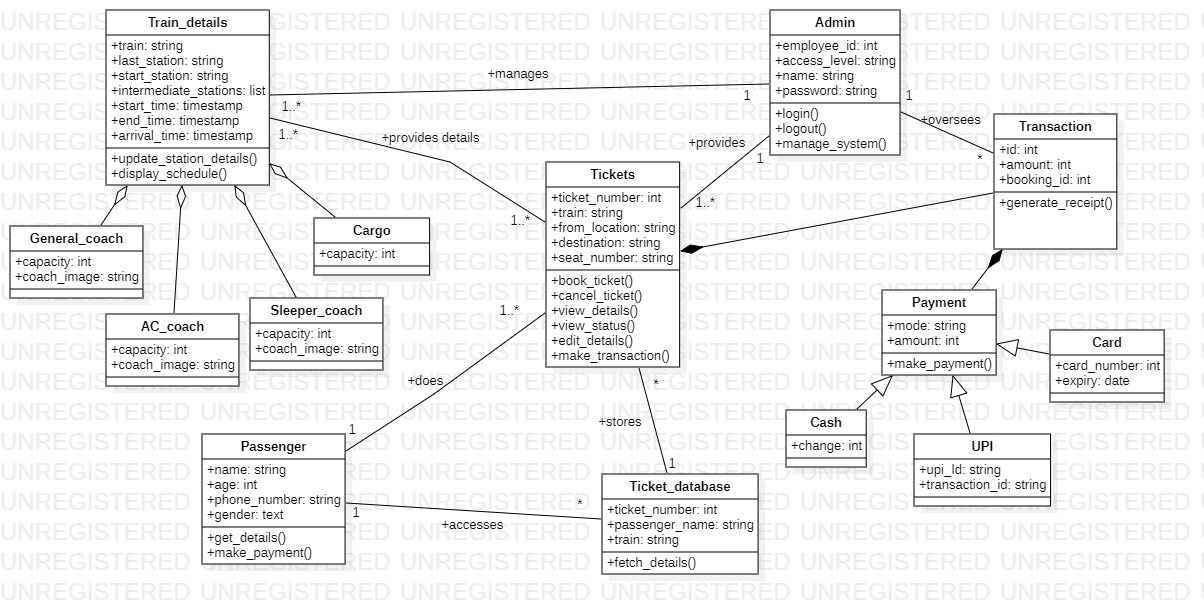 Train_details
+train: string
+last_station: string
+start_station: string
+intermediate_stations: list
+start_time: timestamp
+end_time: timestamp
+arrival_time: timestamp
+update_station_details()
+display_schedule()
+manages
1..*
1
Admin
+employee_id: int
+access_level: string
+name: string
+password: string
+login()
+logout()
+manage_system()
1
+oversees
*
Transaction
+id: int
+amount: int
+booking_id: int
+generate_receipt()
1..*
+provides details
1..*
+provides
1
1..*
Tickets
+ticket_number: int
+train: string
+from_location: string
+destination: string
+seat_number: string
+book_ticket()
+cancel_ticket()
+view_details()
+view_status()
+edit_details()
+make_transaction()
General_coach
+capacity: int
+coach_image: string
Cargo
+capacity: int
AC_coach
+capacity: int
+coach_image: string
Sleeper_coach
+capacity: int
+coach_image: string
Payment
+mode: string
+amount: int
+make_payment()
Card
+card_number: int
+expiry: date
Cash
+change: int
UPI
+upi_Id: string
+transaction_id: string
1..*
+does
1
*
+stores
1
Passenger
+name: string
+age: int
+phone_number: string
+gender: text
+get_details()
+make_payment()
1
+accesses
*
Ticket_database
+ticket_number: int
+passenger_name: string
+train: string
+fetch_details()
UNREGISTERED